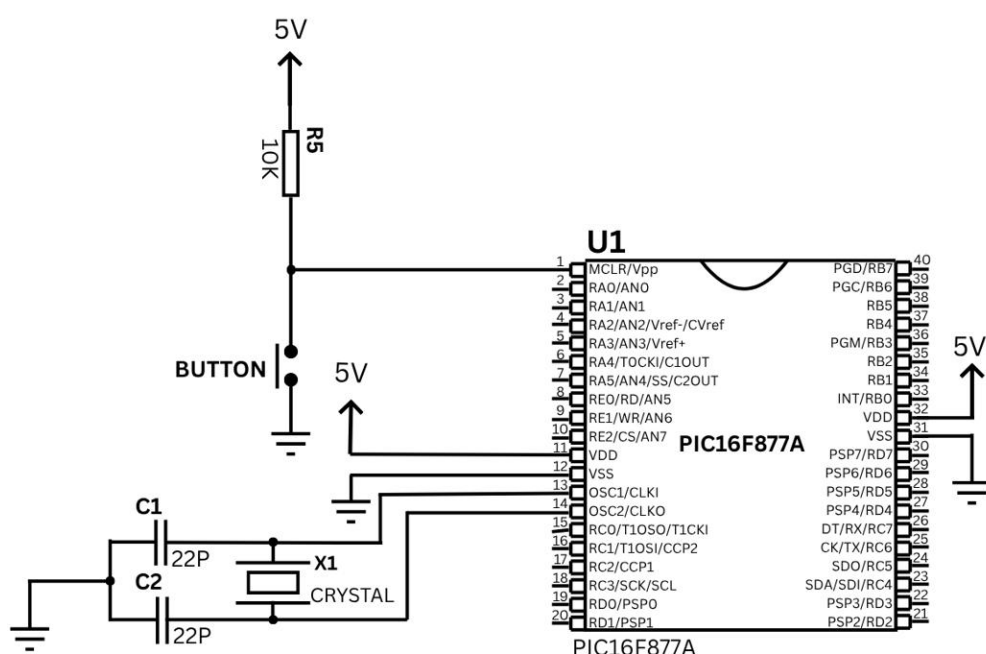 5V
R5
10K
U1
1 MCLR/Vpp PGD/RB7 40
2 RA0/AN0 PGC/RB6 39
3 RA1/AN1 RB5 38
4 RA2/AN2/Vref-/CVref RB4 37
5 RA3/AN3/Vref+ PGM/RB3 36
6 RA4/T0CKI/C1OUT RB2 35
7 RA5/AN4/SS/C2OUT RB1 34
8 RE0/RD/AN5 INT/RB0 33
9 RE1/WR/AN6 VDD 32
10 RE2/CS/AN7 VSS 31
11 VDD PSP7/RD7 30
12 VSS PSP6/RD6 29
13 OSC1/CLKI PSP5/RD5 28
14 OSC2/CLKO PSP4/RD4 27
15 RC0/T1OSO/T1CKI DT/RX/RC7 26
16 RC1/T1OSI/CCP2 CK/TX/RC6 25
17 RC2/CCP1 SDO/RC5 24
18 RC3/SCK/SCL SDA/SDI/RC4 23
19 RD0/PSP0 PSP3/RD3 22
20 RD1/PSP1 PSP2/RD2 21
PIC16F877A
PIC16F877A
BUTTON
5V
5V
C1
22P
C2
22P
X1
CRYSTAL